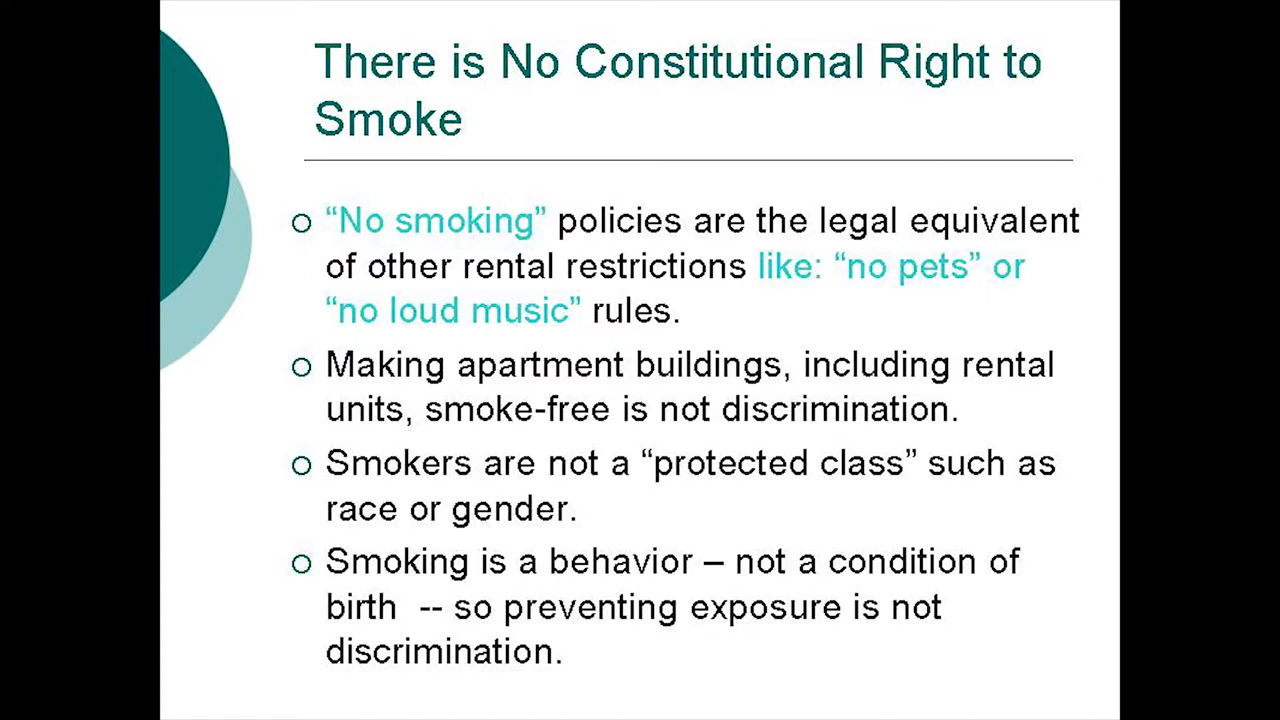 There is No Constitutional Right to
Smoke
“No smoking” policies are the legal equivalent
of other rental restrictions like: “no pets” or
“no loud music” rules.
Making apartment buildings, including rental
units, smoke-free is not discrimination.
Smokers are not a “protected class” such as
race or gender.
Smoking is a behavior – not a condition of
birth  -- so preventing exposure is not
discrimination.